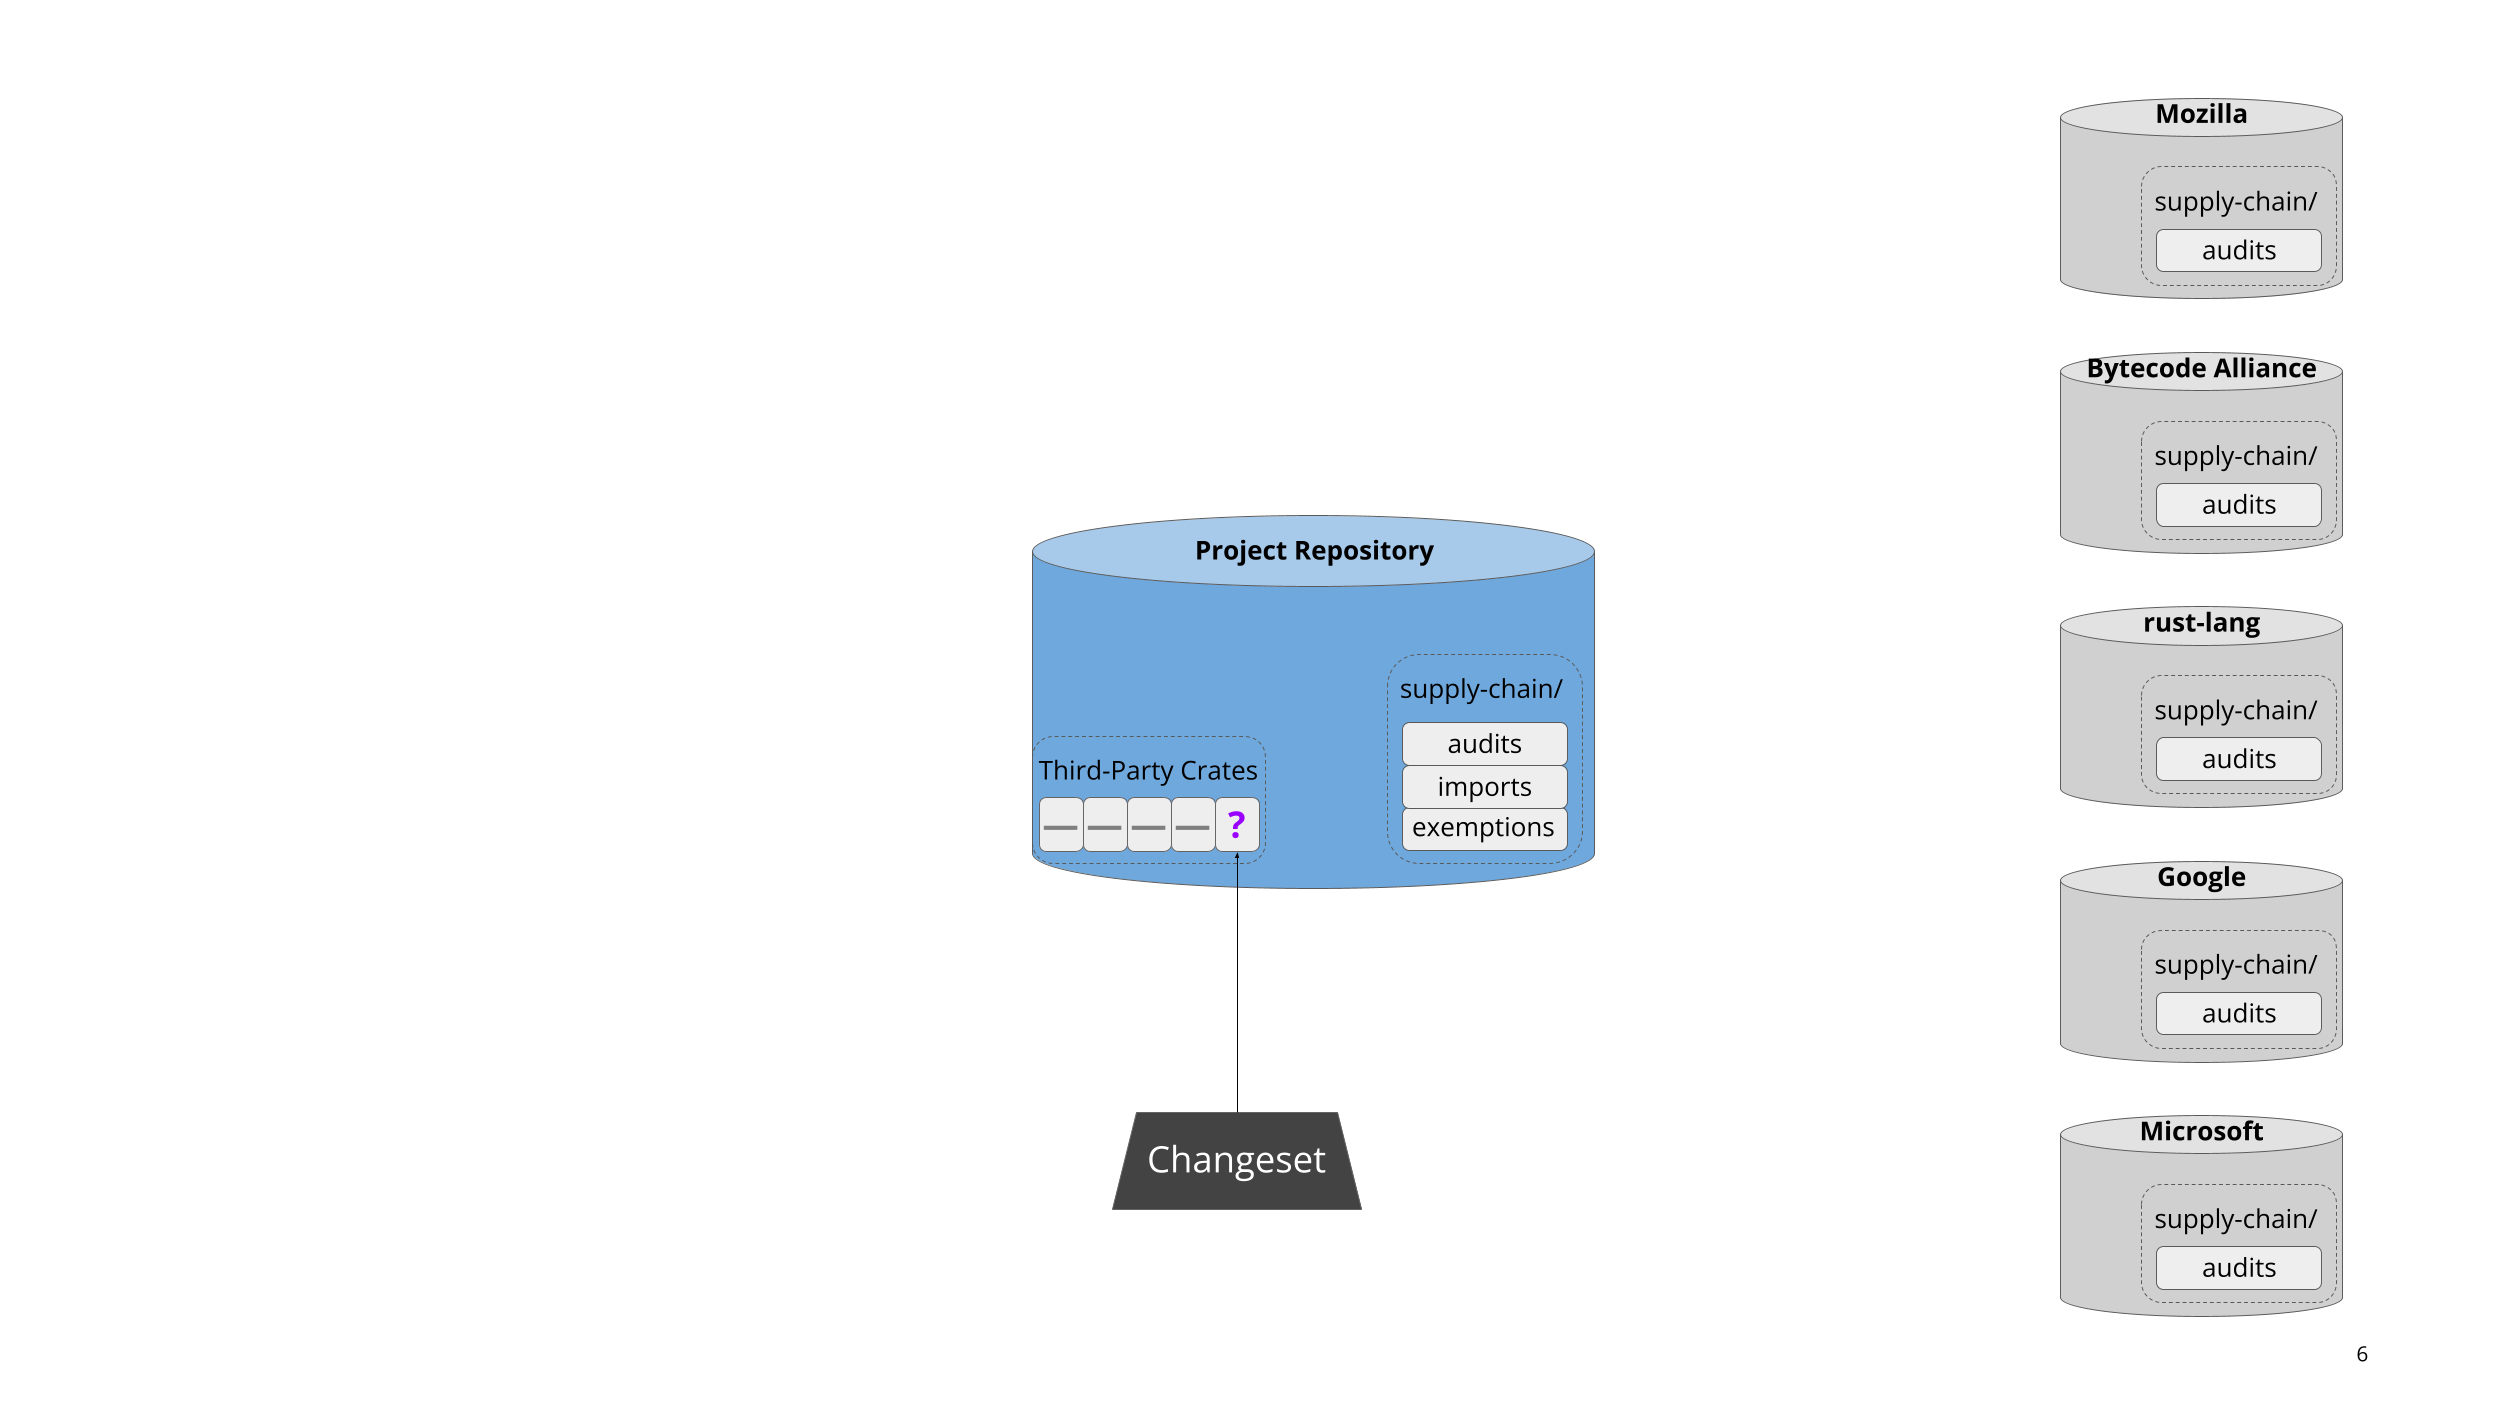 Project Repository
supply-chain/
audits
imports
exemptions
Third-Party Crates
— — — — ?
Changeset
Mozilla
supply-chain/
audits
Bytecode Alliance
supply-chain/
audits
rust-lang
supply-chain/
audits
Google
supply-chain/
audits
Microsoft
supply-chain/
audits
6